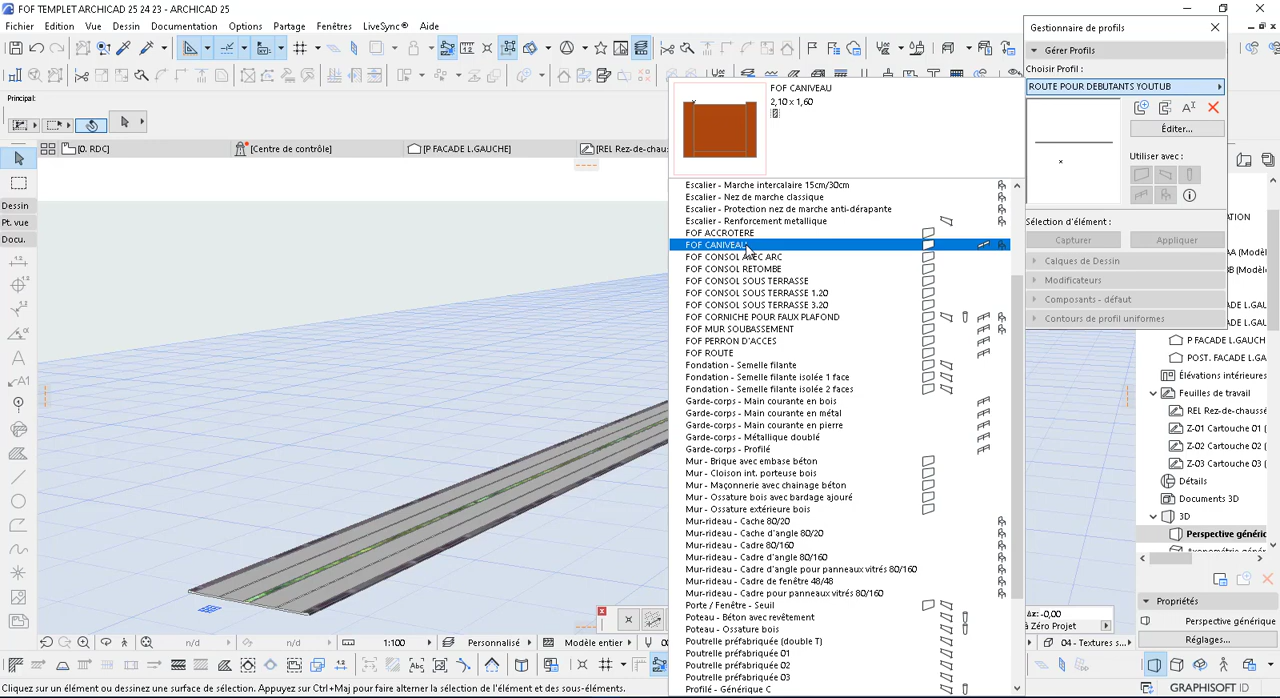 FOF TEMPLET ARCHICAD 25 24 23 - ARCHICAD 25
Fichier Edition Vue Dessin Documentation Options Partage Fenêtres LiveSync® Aide
Principal:
[0. RDC] [Centre de contrôle] [P FACADE L.GAUCHE] [REL Rez-de-chaus
Dessin
Pt. vue
Docu.
FOF CANIVEAU
2,10 x 1,60
Escalier - Marche intercalaire 15cm/30cm
Escalier - Nez de marche classique
Escalier - Protection nez de marche anti-dérapante
Escalier - Renforcement metallique
FOF ACCROTERE
FOF CANIVEAU
FOF CONSOL AVEC ARC
FOF CONSOL RETOMBE
FOF CONSOL SOUS TERRASSE
FOF CONSOL SOUS TERRASSE 1.20
FOF CONSOL SOUS TERRASSE 3.20
FOF CORNICHE POUR FAUX PLAFOND
FOF MUR SOUBASSEMENT
FOF PERRON D'ACCES
FOF ROUTE
Fondation - Semelle filante
Fondation - Semelle filante isolée 1 face
Fondation - Semelle filante isolée 2 faces
Garde-corps - Main courante en bois
Garde-corps - Main courante en métal
Garde-corps - Main courante en pierre
Garde-corps - Métallique doublé
Garde-corps - Profilé
Mur - Brique avec embase béton
Mur - Cloison int. porteuse bois
Mur - Maçonnerie avec chainage béton
Mur - Ossature bois avec bardage ajouré
Mur - Ossature extérieure bois
Mur-rideau - Cache 80/20
Mur-rideau - Cache d'angle 80/20
Mur-rideau - Cadre 80/160
Mur-rideau - Cadre d'angle 80/160
Mur-rideau - Cadre d'angle pour panneaux vitrés 80/160
Mur-rideau - Cadre de fenêtre 48/48
Mur-rideau - Cadre pour panneaux vitrés 80/160
Porte / Fenêtre - Seuil
Poteau - Béton avec revêtement
Poteau - Ossature bois
Poutrelle préfabriquée (double T)
Poutrelle préfabriquée 01
Poutrelle préfabriquée 02
Poutrelle préfabriquée 03
Profilé - Générique C
Gestionnaire de profils
Gérer Profils
Choisir Profil :
ROUTE POUR DEBUTANTS YOUTUB
Éditer...
Utiliser avec :
Sélection d'élément :
Capturer Appliquer
Calques de Dessin
Modificateurs
Composants - défaut
Contours de profil uniformes
P FACADE L.GAUCH
POST. FACADE L.GA
Élévations intérieures
Feuilles de travail
REL Rez-de-chaussé
Z-01 Cartouche 01 (
Z-02 Cartouche 02 (
Z-03 Cartouche 03 (
Détails
Documents 3D
3D
Perspective généric
Propriétés
Perspective générique
Réglages...
Δz: -0,00
à Zéro Projet
n/d n/d 1:100 Personnalisé Modèle entier 04 - Textures s...
Cliquez sur un élément ou dessinez une surface de sélection. Appuyez sur Ctrl+Maj pour faire alterner la sélection de l'élément et des sous-éléments.
GRAPHISOFT ID